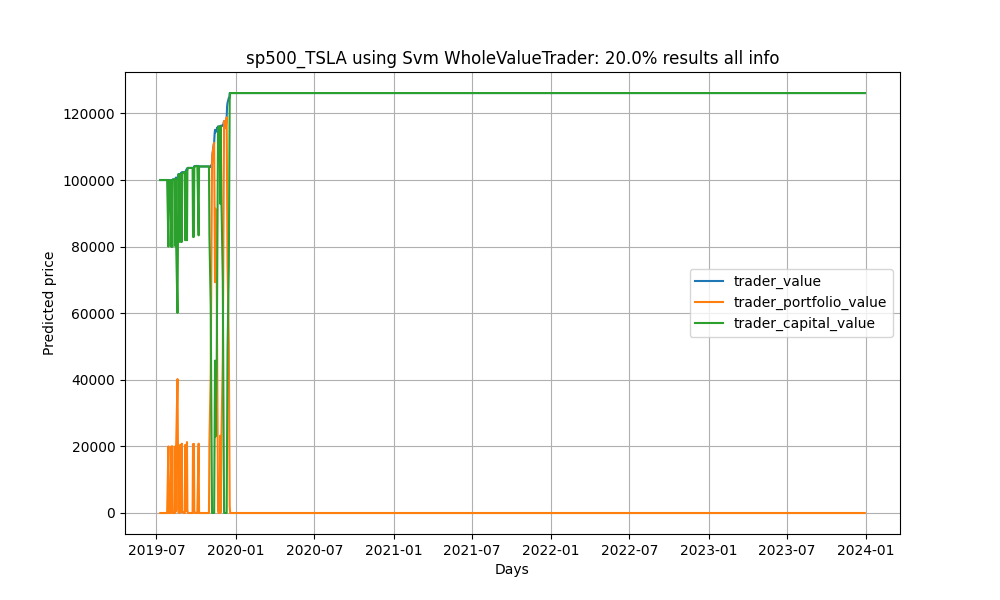 sp500_TSLA using Svm WholeValueTrader: 20.0% results all info
120000
100000
80000
60000
40000
20000
0
Predicted price
trader_value
trader_portfolio_value
trader_capital_value
2019-07 2020-01 2020-07 2021-01 2021-07 2022-01 2022-07 2023-01 2023-07 2024-01
Days